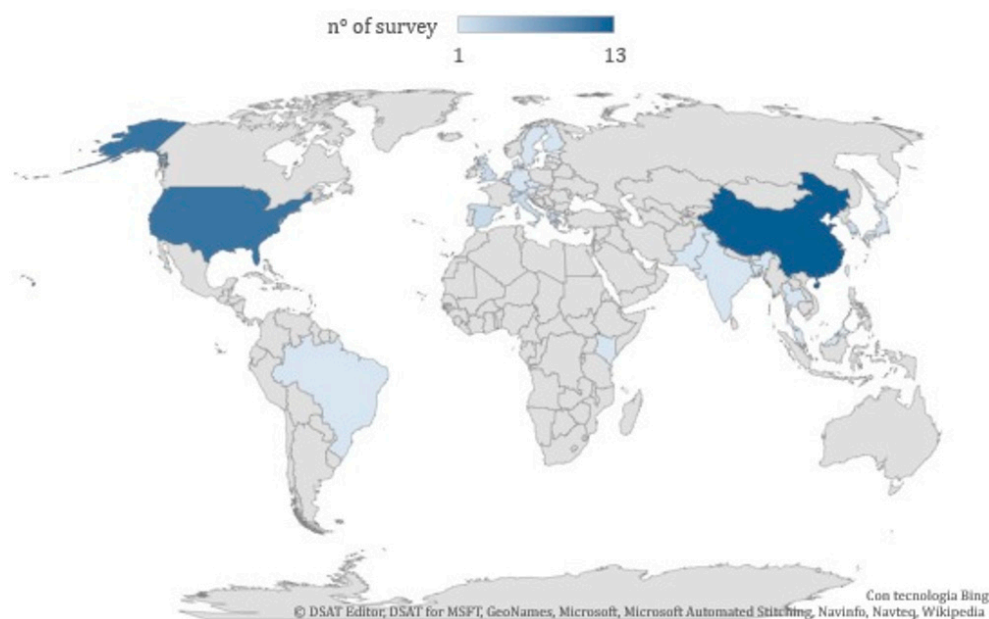 n° of survey
1 13
Con tecnologia Bing
© DSAT Editor, DSAT for MSFT, GeoNames, Microsoft, Microsoft Automated Stitching, Navinfo, Navteq, Wikipedia